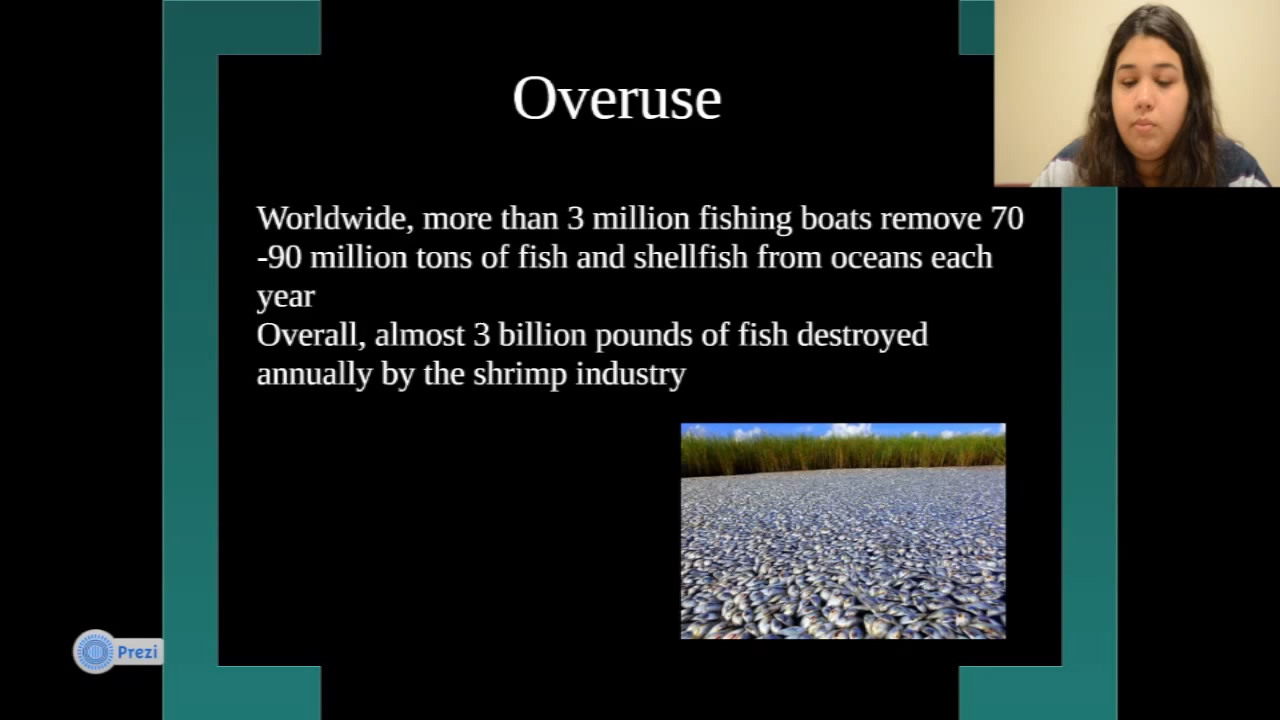 Overuse
Worldwide, more than 3 million fishing boats remove 70
-90 million tons of fish and shellfish from oceans each
year
Overall, almost 3 billion pounds of fish destroyed
annually by the shrimp industry
Prezi